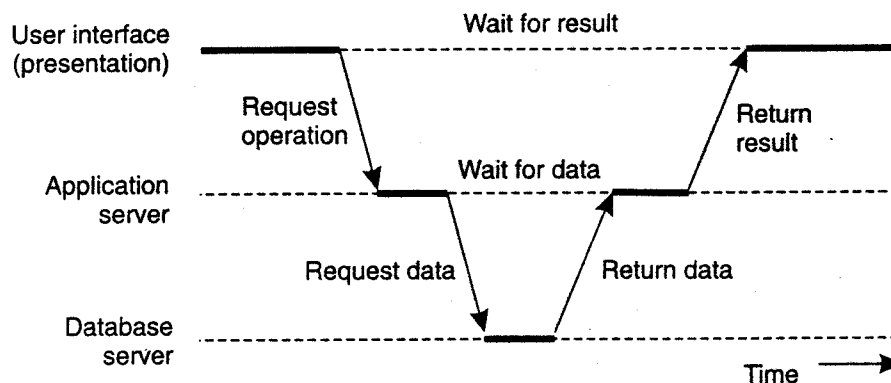 Wait for result
User interface
(presentation)
Request
operation
Return
result
Wait for data
Application
server
Request data
Return data
Database
server
Time